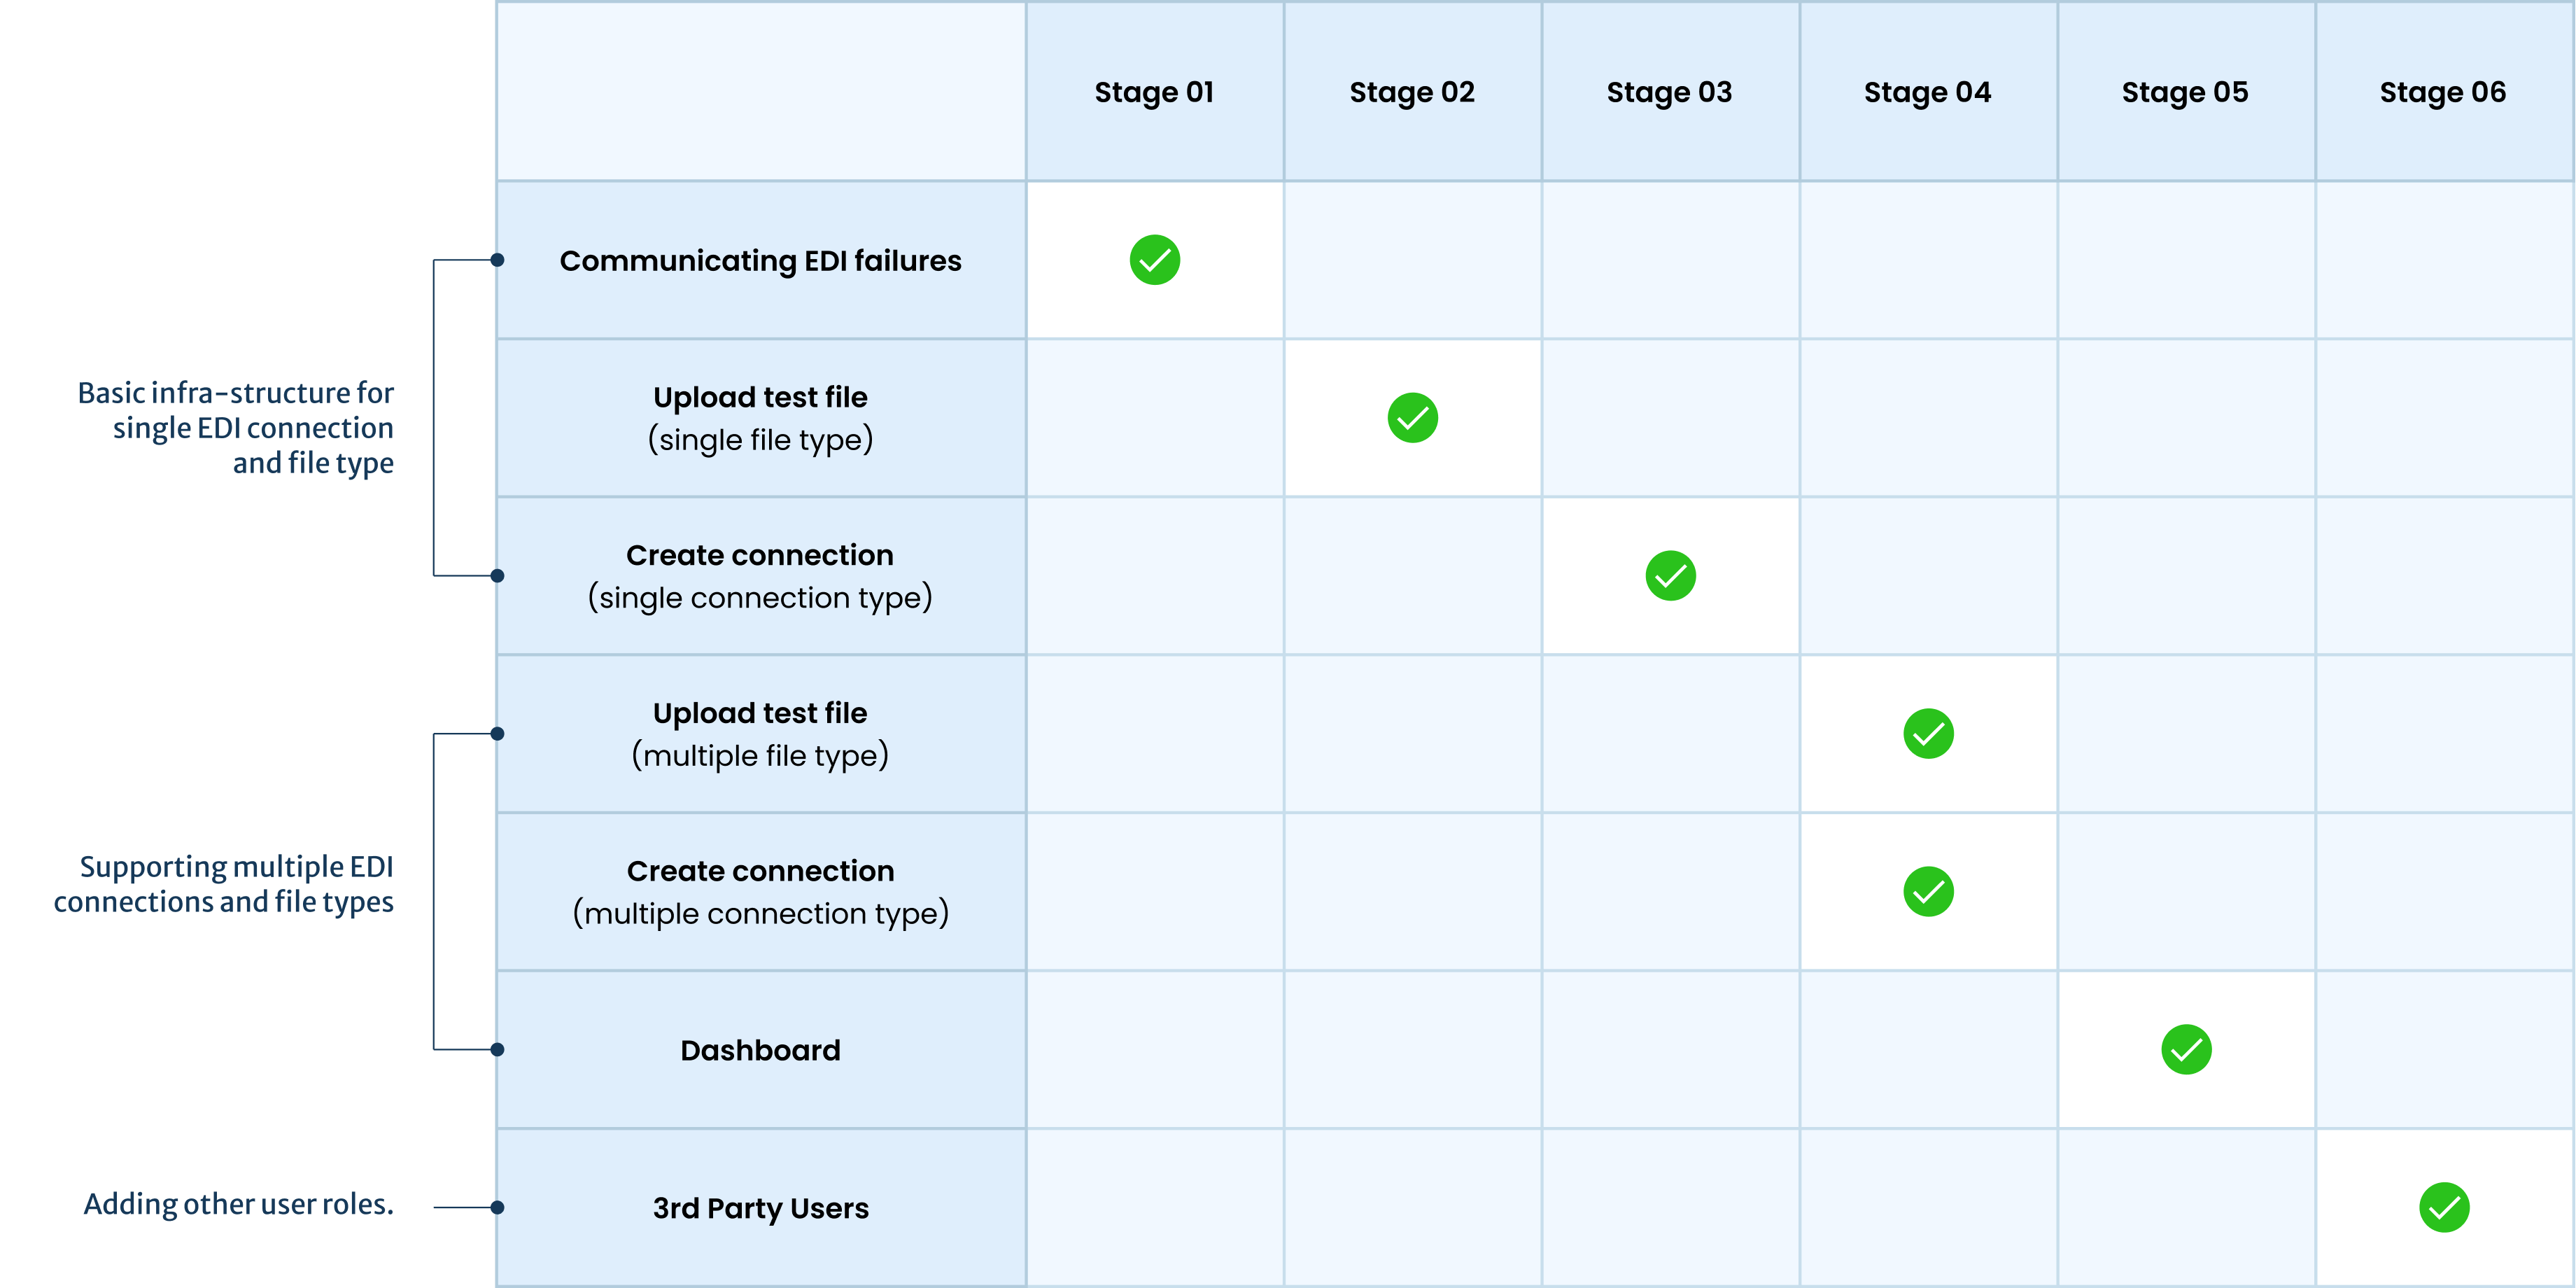 Stage 01
Stage 02
Stage 03
Stage 04
Stage 05
Stage 06
Basic infra-structure for
single EDI connection
and file type
Communicating EDI failures
Upload test file
(single file type)
Create connection
(single connection type)
Supporting multiple EDI
connections and file types
Upload test file
(multiple file type)
Create connection
(multiple connection type)
Dashboard
Adding other user roles.
3rd Party Users